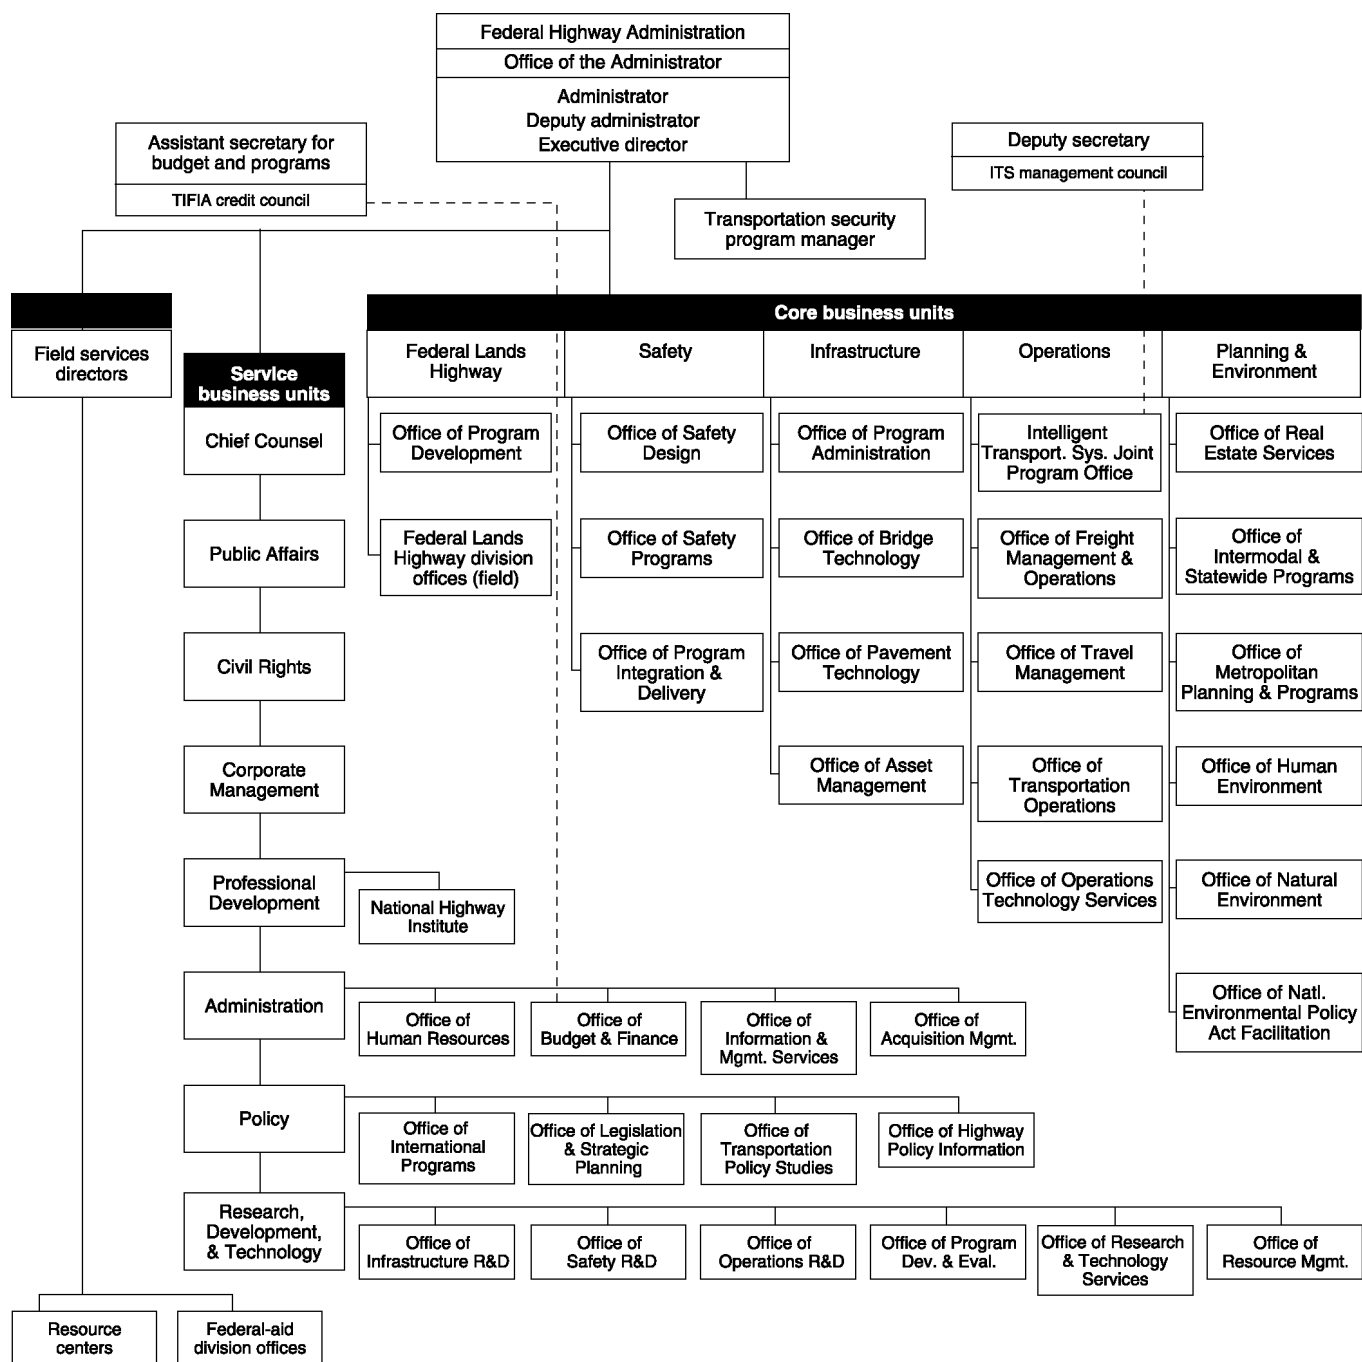 Federal Highway Administration
Office of the Administrator
Administrator
Deputy administrator
Executive director
Assistant secretary for
budget and programs
TIFIA credit council
Deputy secretary
ITS management council
Transportation security
program manager
Field services
directors
Service
business units
Chief Counsel
Public Affairs
Civil Rights
Corporate
Management
Professional
Development
National Highway
Institute
Administration
Office of
Human Resources
Office of
Budget & Finance
Office of
Information &
Mgmt. Services
Office of
Acquisition Mgmt.
Policy
Office of
International
Programs
Office of Legislation
& Strategic
Planning
Office of
Transportation
Policy Studies
Office of Highway
Policy Information
Research,
Development,
& Technology
Office of
Infrastructure R&D
Office of
Safety R&D
Office of
Operations R&D
Office of Program
Dev. & Eval.
Office of Research
& Technology
Services
Office of
Resource Mgmt.
Resource
centers
Federal-aid
division offices
Core business units
Federal Lands
Highway
Office of Program
Development
Federal Lands
Highway division
offices (field)
Safety
Office of Safety
Design
Office of Safety
Programs
Office of Program
Integration &
Delivery
Infrastructure
Office of Program
Administration
Office of Bridge
Technology
Office of Pavement
Technology
Office of Asset
Management
Operations
Intelligent
Transport. Sys. Joint
Program Office
Office of Freight
Management &
Operations
Office of Travel
Management
Office of
Transportation
Operations
Office of Operations
Technology Services
Planning &
Environment
Office of Real
Estate Services
Office of
Intermodal &
Statewide Programs
Office of
Metropolitan
Planning & Programs
Office of Human
Environment
Office of Natural
Environment
Office of Natl.
Environmental Policy
Act Facilitation